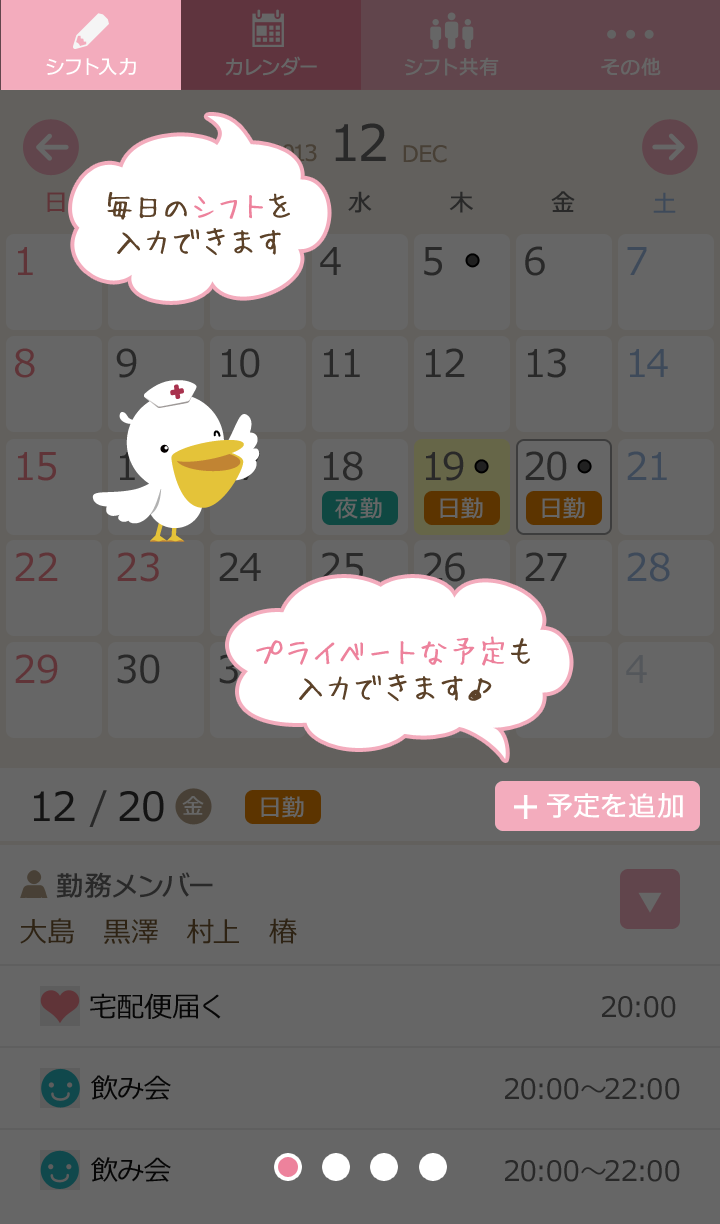 シフト入力 カレンダー シフト共有 その他
12 DEC
毎日のシフトを
入力できます
日 水 木 金 土
1 4 5 6 7
8 9 10 11 12 13 14
15 18 19 20 21
夜勤 日勤 日勤
22 23 24 25 26 27 28
プライベートな予定も
入力できます♪
29 30 4
12 / 20 金 日勤 +予定を追加
勤務メンバー ▼
大島 黒澤 村上 椿
宅配便届く 20:00
飲み会 20:00～22:00
飲み会 20:00～22:00